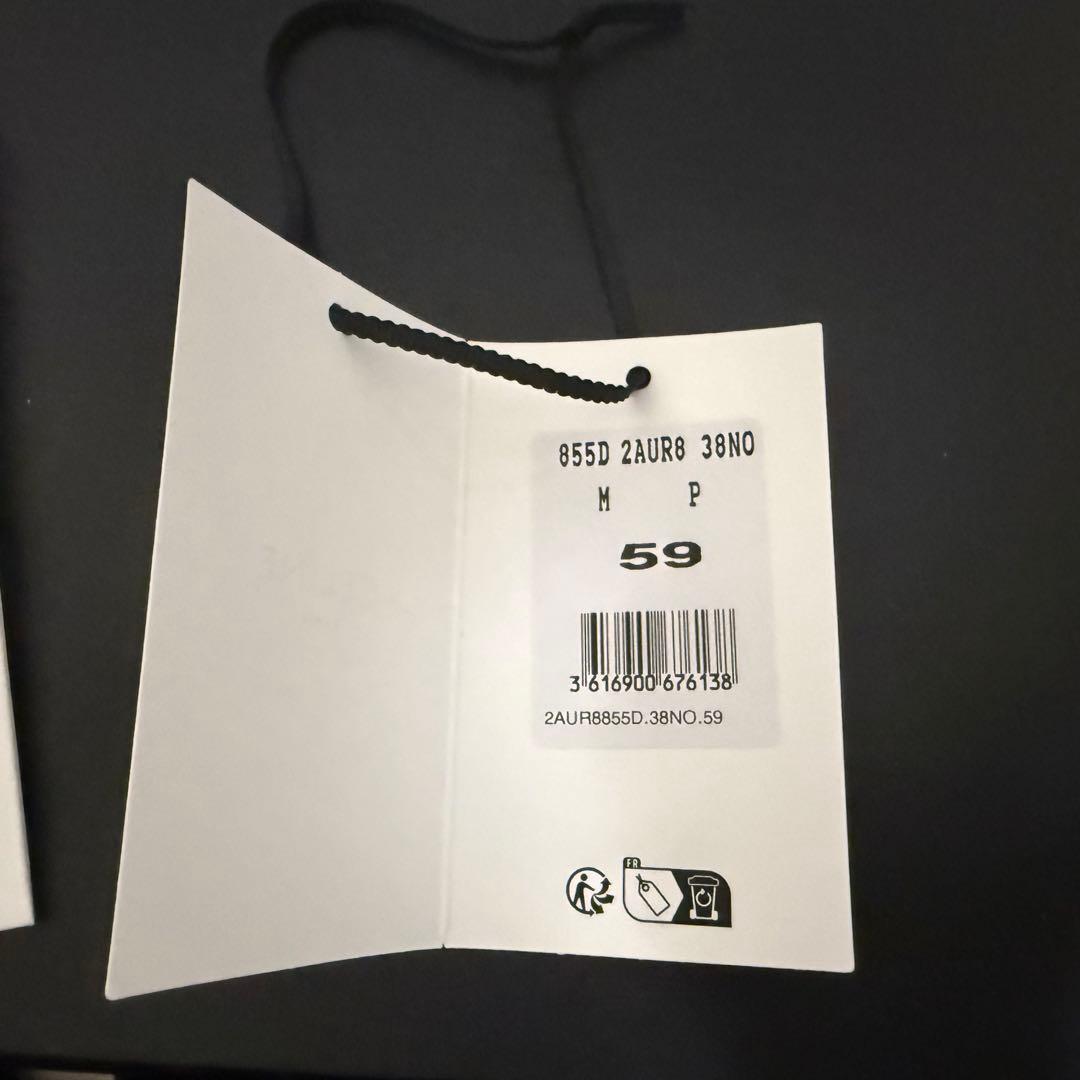 855D 2AUR8 38NO
M P
59
3 616900 676138
2AUR8855D.38NO.59
FR